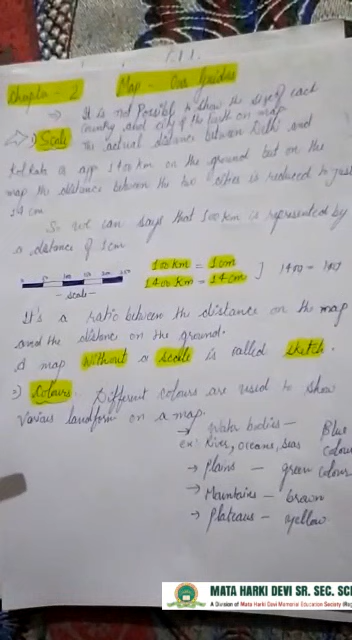 Chapter - 2 Map - Our Guides
→ It is not Possible to show the size of each
Country and city of the Earth on map
1) Scale The actual distance between Delhi and
Kolkata is app 1400 km on the ground but on the
map the distance between the two cities is reduced to just
14 cm
So we can says that 100 km is represented by
a distance of 1cm
100 km = 1cm
1400 km = 14 cm ]
— scale —
It's a ratio between the distance on the map
and the distance on the ground.
A map without a scale is called sketch.
2) Colours. Different colours are used to show
various landform on a map.
→ Water bodies - Blue
ex: River, oceans, seas colour
→ Plains - green colour
→ Mountains - brown
→ Plateaus - yellow
MATA HARKI DEVI SR. SEC. SC
A Division of Mata Harki Devi Memorial Education Society (Reg